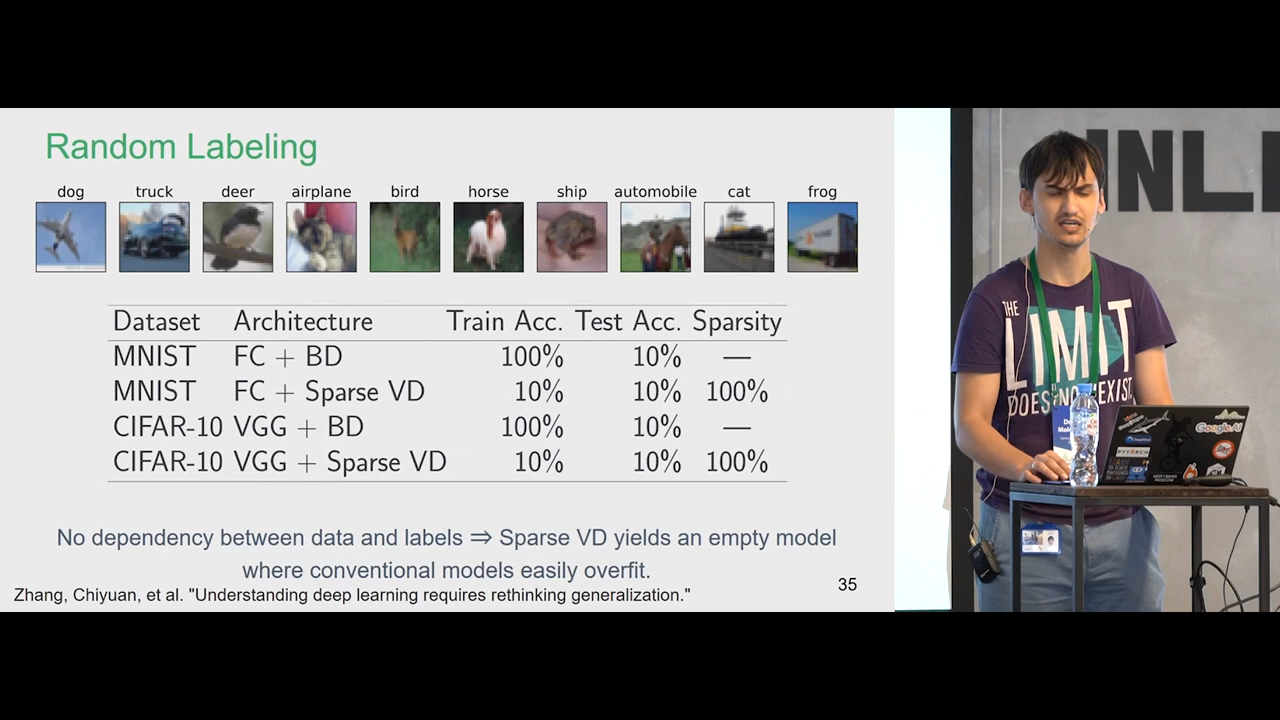 Random Labeling
dog truck deer airplane bird horse ship automobile cat frog
Dataset Architecture Train Acc. Test Acc. Sparsity
MNIST FC + BD 100% 10% —
MNIST FC + Sparse VD 10% 10% 100%
CIFAR-10 VGG + BD 100% 10% —
CIFAR-10 VGG + Sparse VD 10% 10% 100%
No dependency between data and labels ⇒ Sparse VD yields an empty model
where conventional models easily overfit.
Zhang, Chiyuan, et al. "Understanding deep learning requires rethinking generalization."
35
INL
THE
LIMIT
DOES NOT EXIST
Google AI
PYTORCH